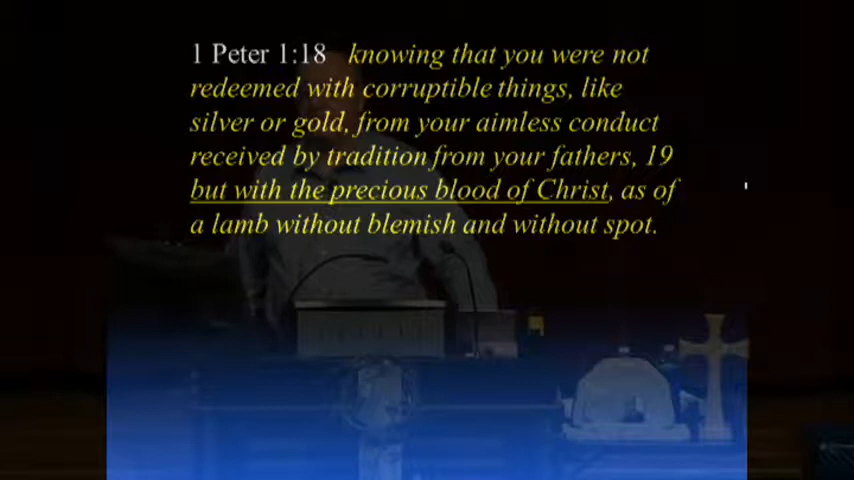 1 Peter 1:18 knowing that you were not
redeemed with corruptible things, like
silver or gold, from your aimless conduct
received by tradition from your fathers, 19
but with the precious blood of Christ, as of
a lamb without blemish and without spot.